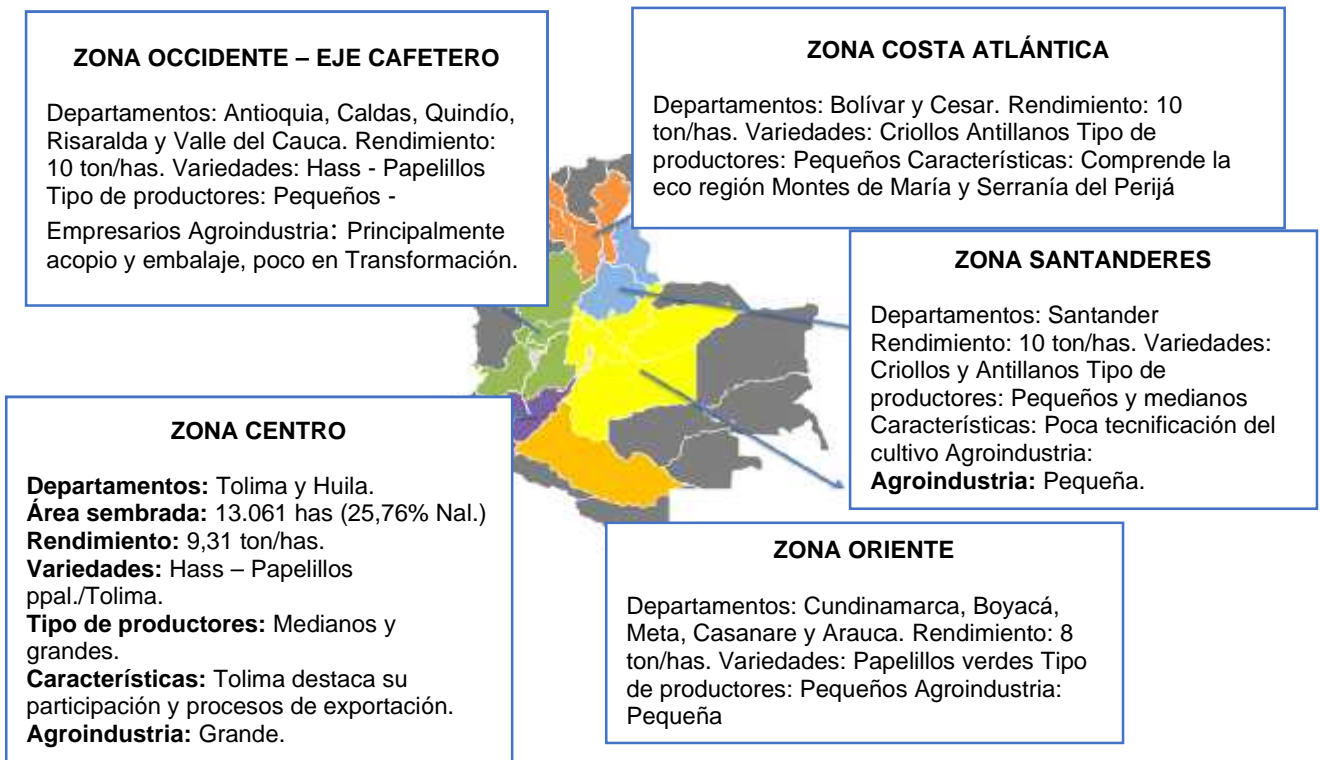 ZONA OCCIDENTE – EJE CAFETERO
Departamentos: Antioquia, Caldas, Quindío,
Risaralda y Valle del Cauca. Rendimiento:
10 ton/has. Variedades: Hass - Papelillos
Tipo de productores: Pequeños -
Empresarios Agroindustria: Principalmente
acopio y embalaje, poco en Transformación.
ZONA COSTA ATLÁNTICA
Departamentos: Bolívar y Cesar. Rendimiento: 10
ton/has. Variedades: Criollos Antillanos Tipo de
productores: Pequeños Características: Comprende la
eco región Montes de María y Serranía del Perijá
ZONA SANTANDERES
Departamentos: Santander
Rendimiento: 10 ton/has. Variedades:
Criollos y Antillanos Tipo de
productores: Pequeños y medianos
Características: Poca tecnificación del
cultivo Agroindustria:
Agroindustria: Pequeña.
ZONA CENTRO
Departamentos: Tolima y Huila.
Área sembrada: 13.061 has (25,76% Nal.)
Rendimiento: 9,31 ton/has.
Variedades: Hass – Papelillos
ppal./Tolima.
Tipo de productores: Medianos y
grandes.
Características: Tolima destaca su
participación y procesos de exportación.
Agroindustria: Grande.
ZONA ORIENTE
Departamentos: Cundinamarca, Boyacá,
Meta, Casanare y Arauca. Rendimiento: 8
ton/has. Variedades: Papelillos verdes Tipo
de productores: Pequeños Agroindustria:
Pequeña